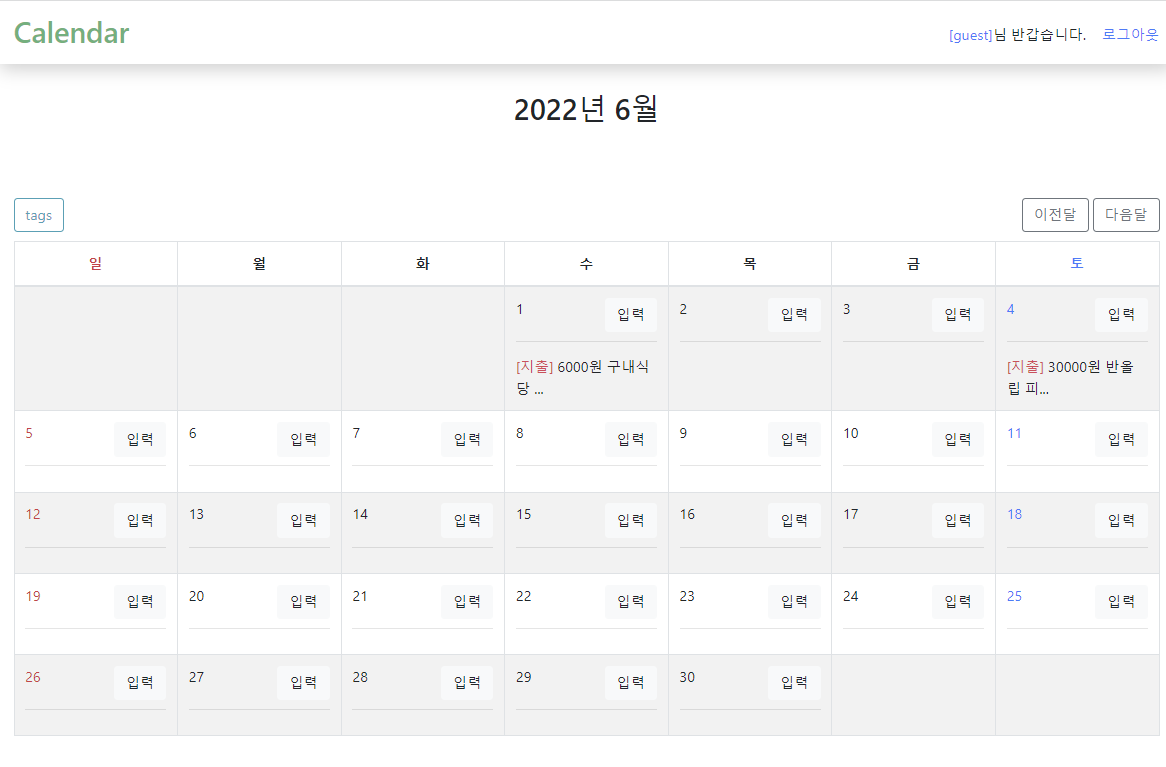 Calendar
[guest]님 반갑습니다. 로그아웃
2022년 6월
tags 이전달 다음달
일 월 화 수 목 금 토
1 입력 2 입력 3 입력 4 입력
[지출] 6000원 구내식 [지출] 30000원 반올
당 ... 립 피...
5 입력 6 입력 7 입력 8 입력 9 입력 10 입력 11 입력
12 입력 13 입력 14 입력 15 입력 16 입력 17 입력 18 입력
19 입력 20 입력 21 입력 22 입력 23 입력 24 입력 25 입력
26 입력 27 입력 28 입력 29 입력 30 입력